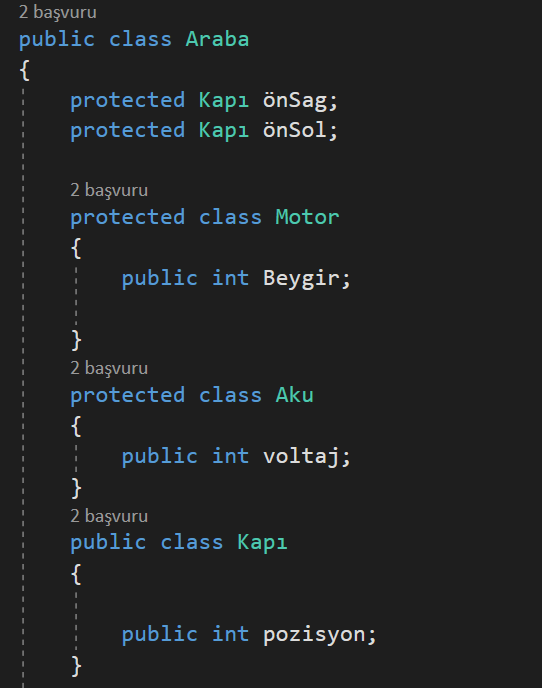 2 başvuru
public class Araba
{
protected Kapı önSag;
protected Kapı önSol;
2 başvuru
protected class Motor
{
public int Beygir;
}
2 başvuru
protected class Aku
{
public int voltaj;
}
2 başvuru
public class Kapı
{
public int pozisyon;
}